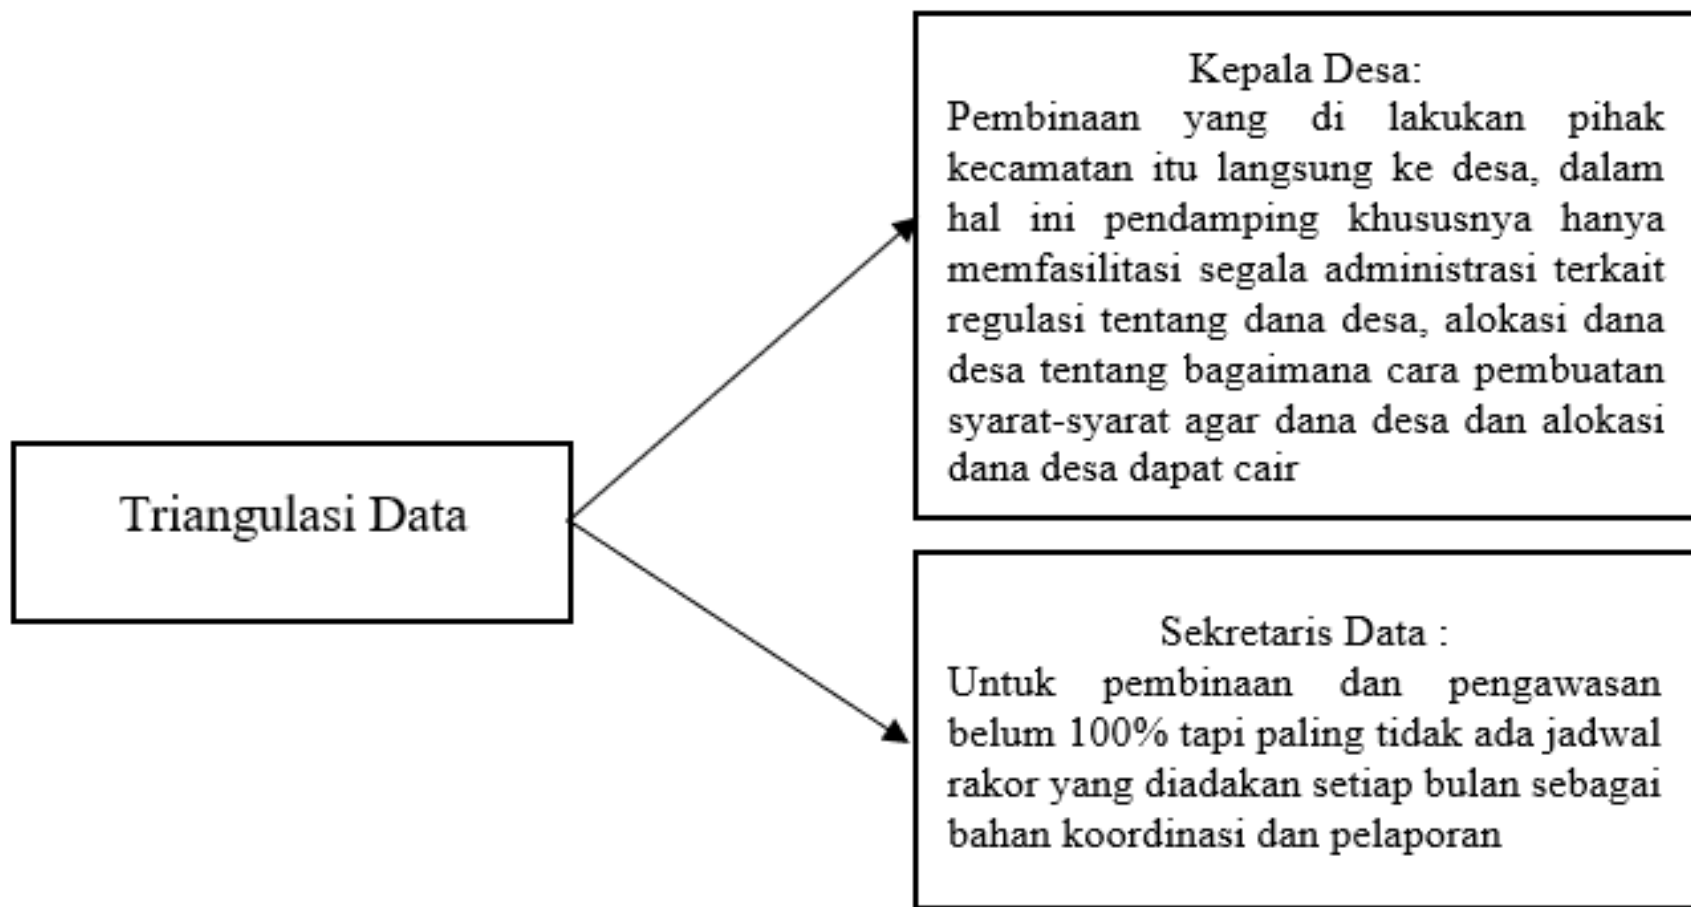 Triangulasi Data
Kepala Desa:
Pembinaan yang di lakukan pihak
kecamatan itu langsung ke desa, dalam
hal ini pendamping khususnya hanya
memfasilitasi segala administrasi terkait
regulasi tentang dana desa, alokasi dana
desa tentang bagaimana cara pembuatan
syarat-syarat agar dana desa dan alokasi
dana desa dapat cair
Sekretaris Data :
Untuk pembinaan dan pengawasan
belum 100% tapi paling tidak ada jadwal
rakor yang diadakan setiap bulan sebagai
bahan koordinasi dan pelaporan